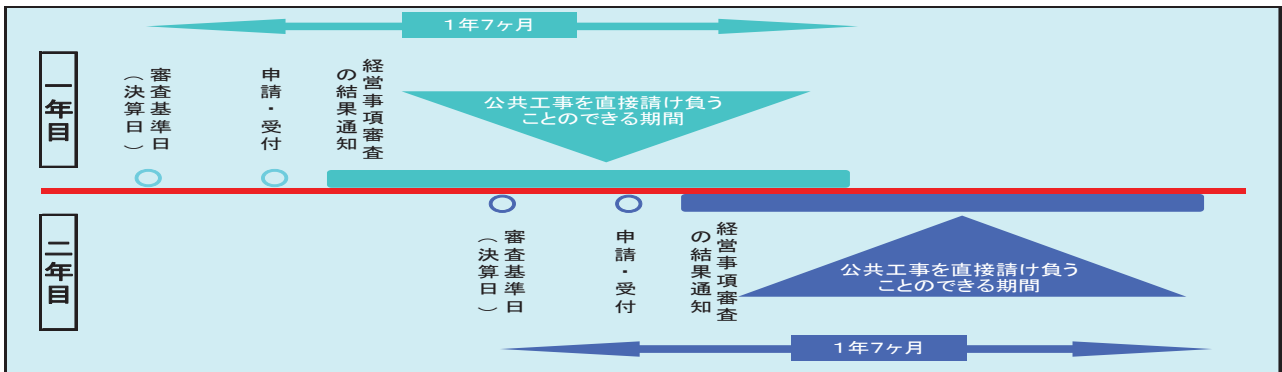 1年7ヶ月
一年目
審査基準日
（決算日）
申請・受付
経営事項審査
の結果通知
公共工事を直接請け負う
ことのできる期間
二年目
審査基準日
（決算日）
申請・受付
経営事項審査
の結果通知
公共工事を直接請け負う
ことのできる期間
1年7ヶ月